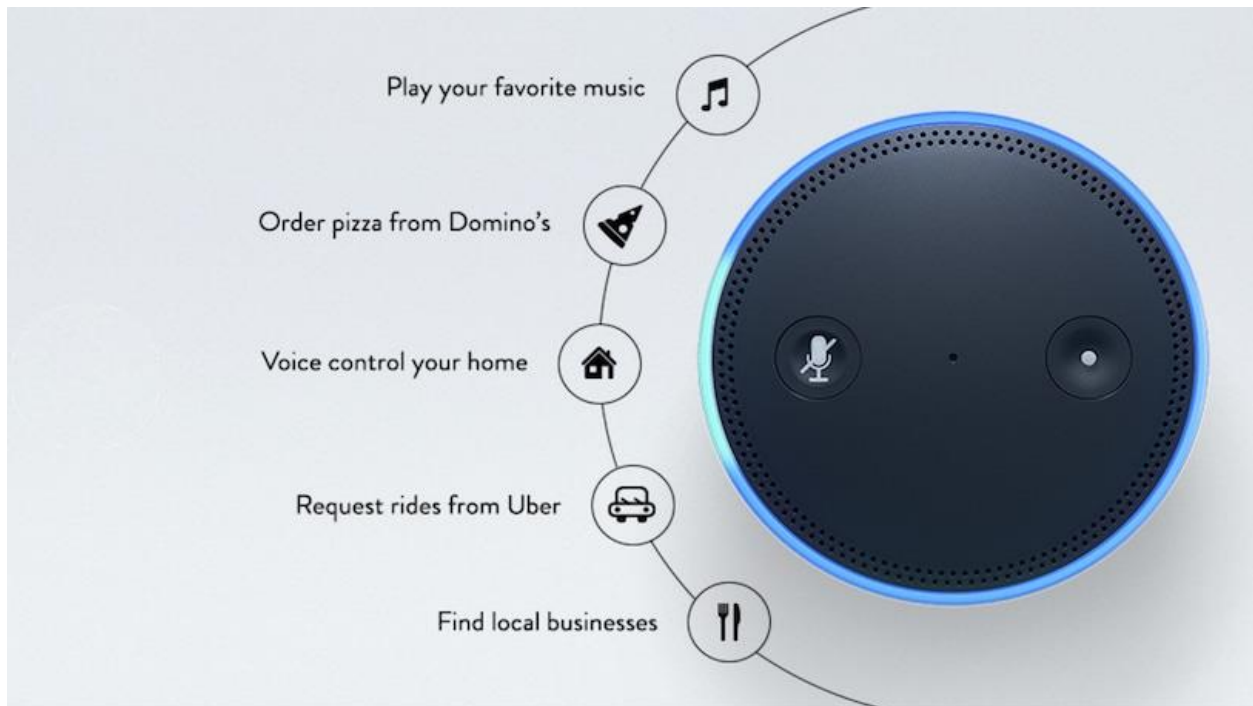 Play your favorite music
Order pizza from Domino's
Voice control your home
Request rides from Uber
Find local businesses